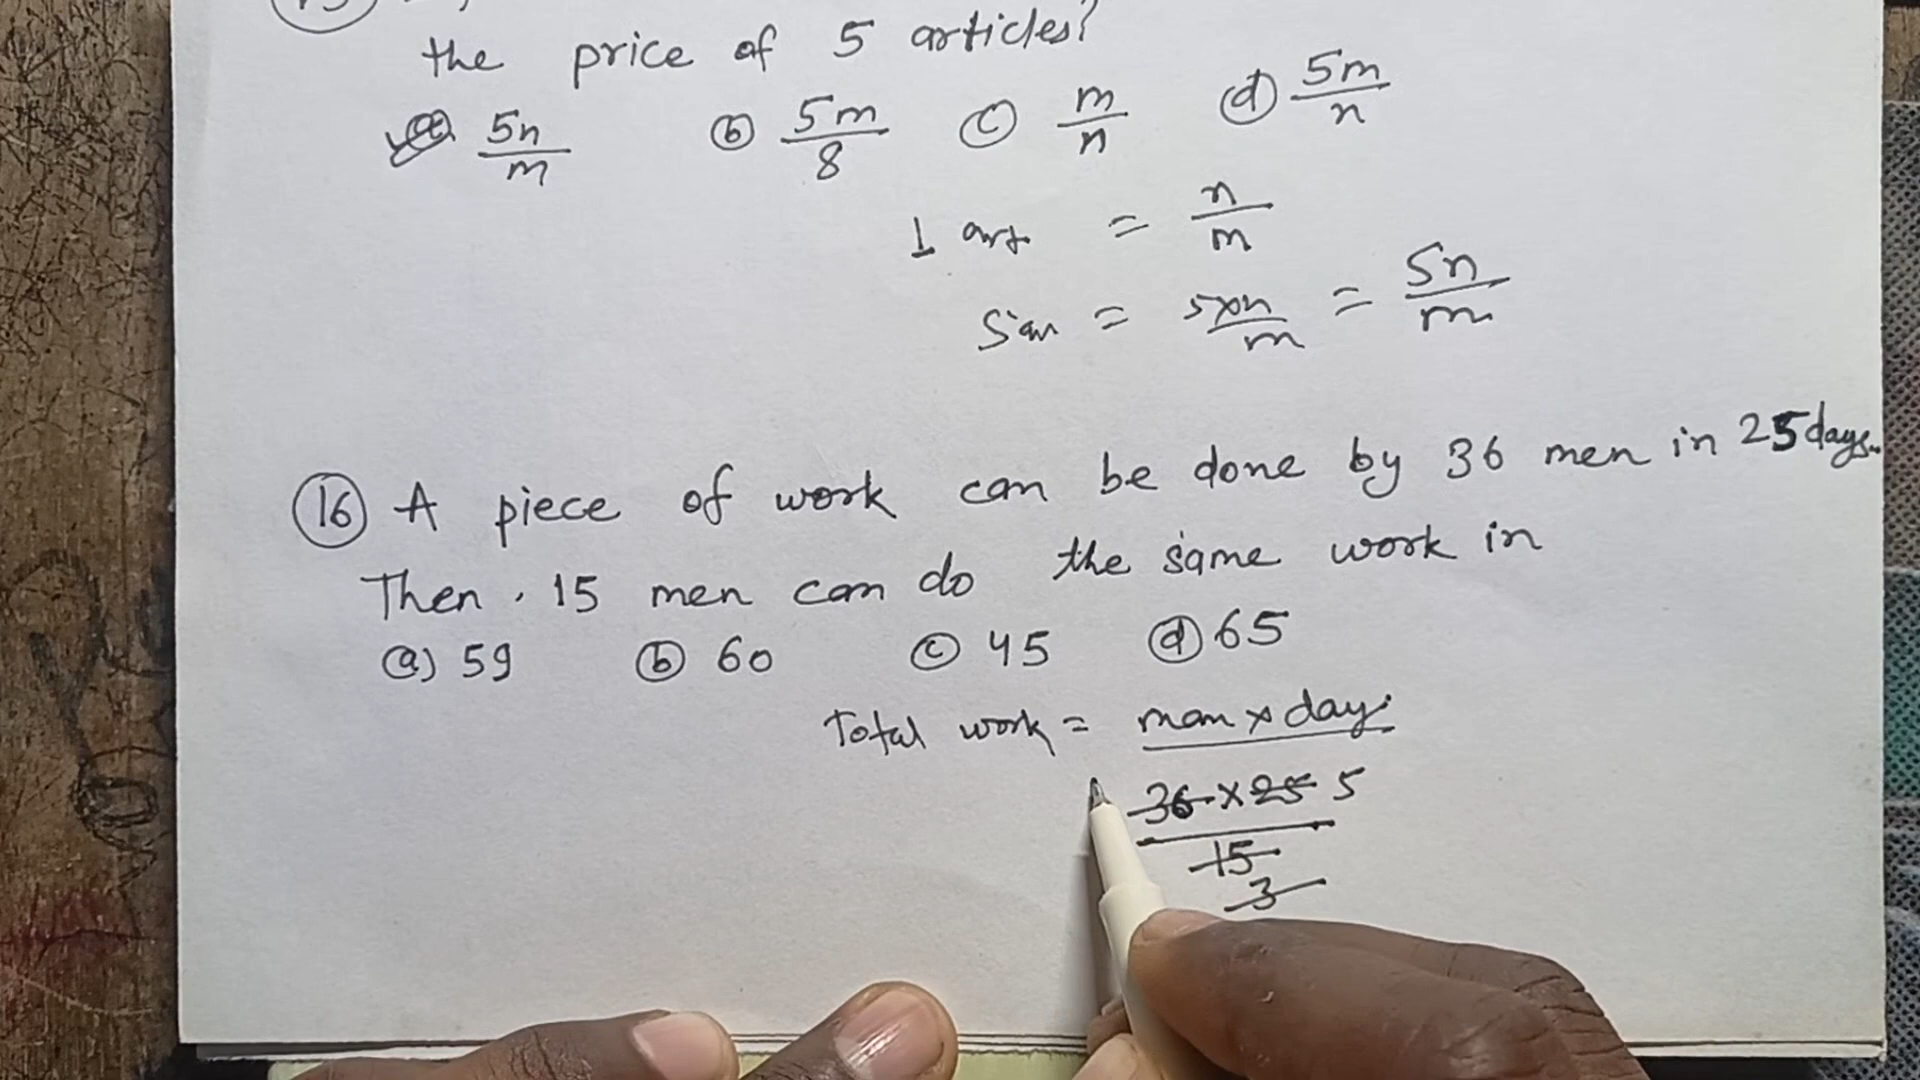 the price of 5 articles?
(a) 5n/m (b) 5m/8 (c) m/n (d) 5m/n
1 art. = n/m
5 ar = 5×n/m = 5n/m
(16) A piece of work can be done by 36 men in 25 days.
Then, 15 men can do the same work in
(a) 59 (b) 60 (c) 45 (d) 65
Total work = man × days
36 × 25 5
15
3